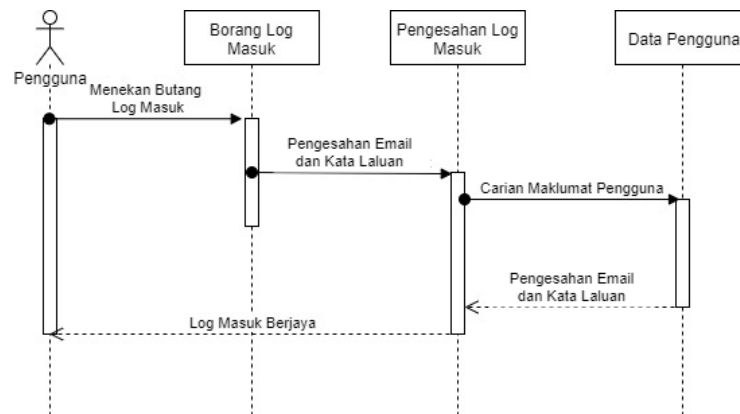 Borang Log
Masuk
Pengesahan Log
Masuk
Data Pengguna
Pengguna
Menekan Butang
Log Masuk
Pengesahan Email
dan Kata Laluan
Carian Maklumat Pengguna
Pengesahan Email
dan Kata Laluan
Log Masuk Berjaya